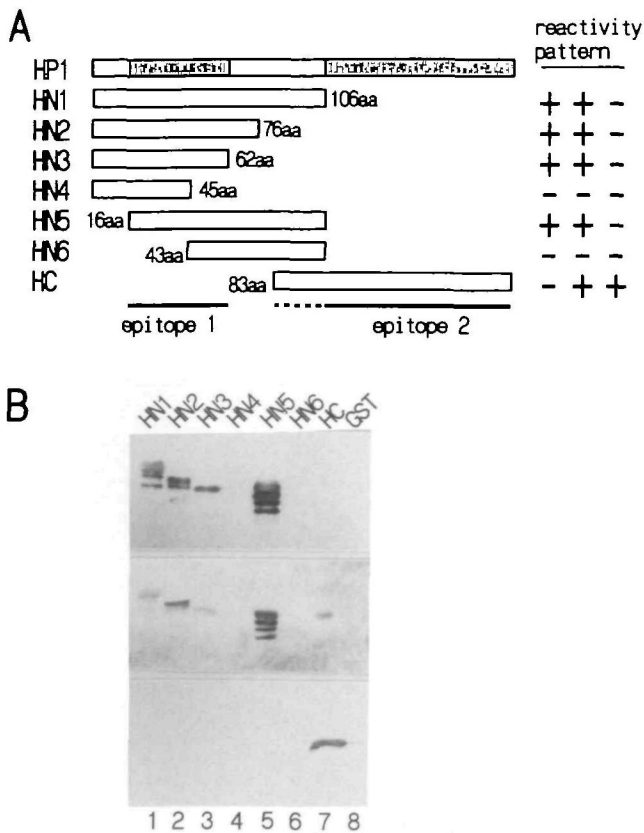 A
reactivity
pattern
HP1
HN1 106aa + + -
HN2 76aa + + -
HN3 62aa + + -
HN4 45aa - - -
HN5 16aa + + -
HN6 43aa - - -
HC 83aa - + +
epitope 1 epitope 2
B
HN1 HN2 HN3 HN4 HN5 HN6 HC GST
1 2 3 4 5 6 7 8